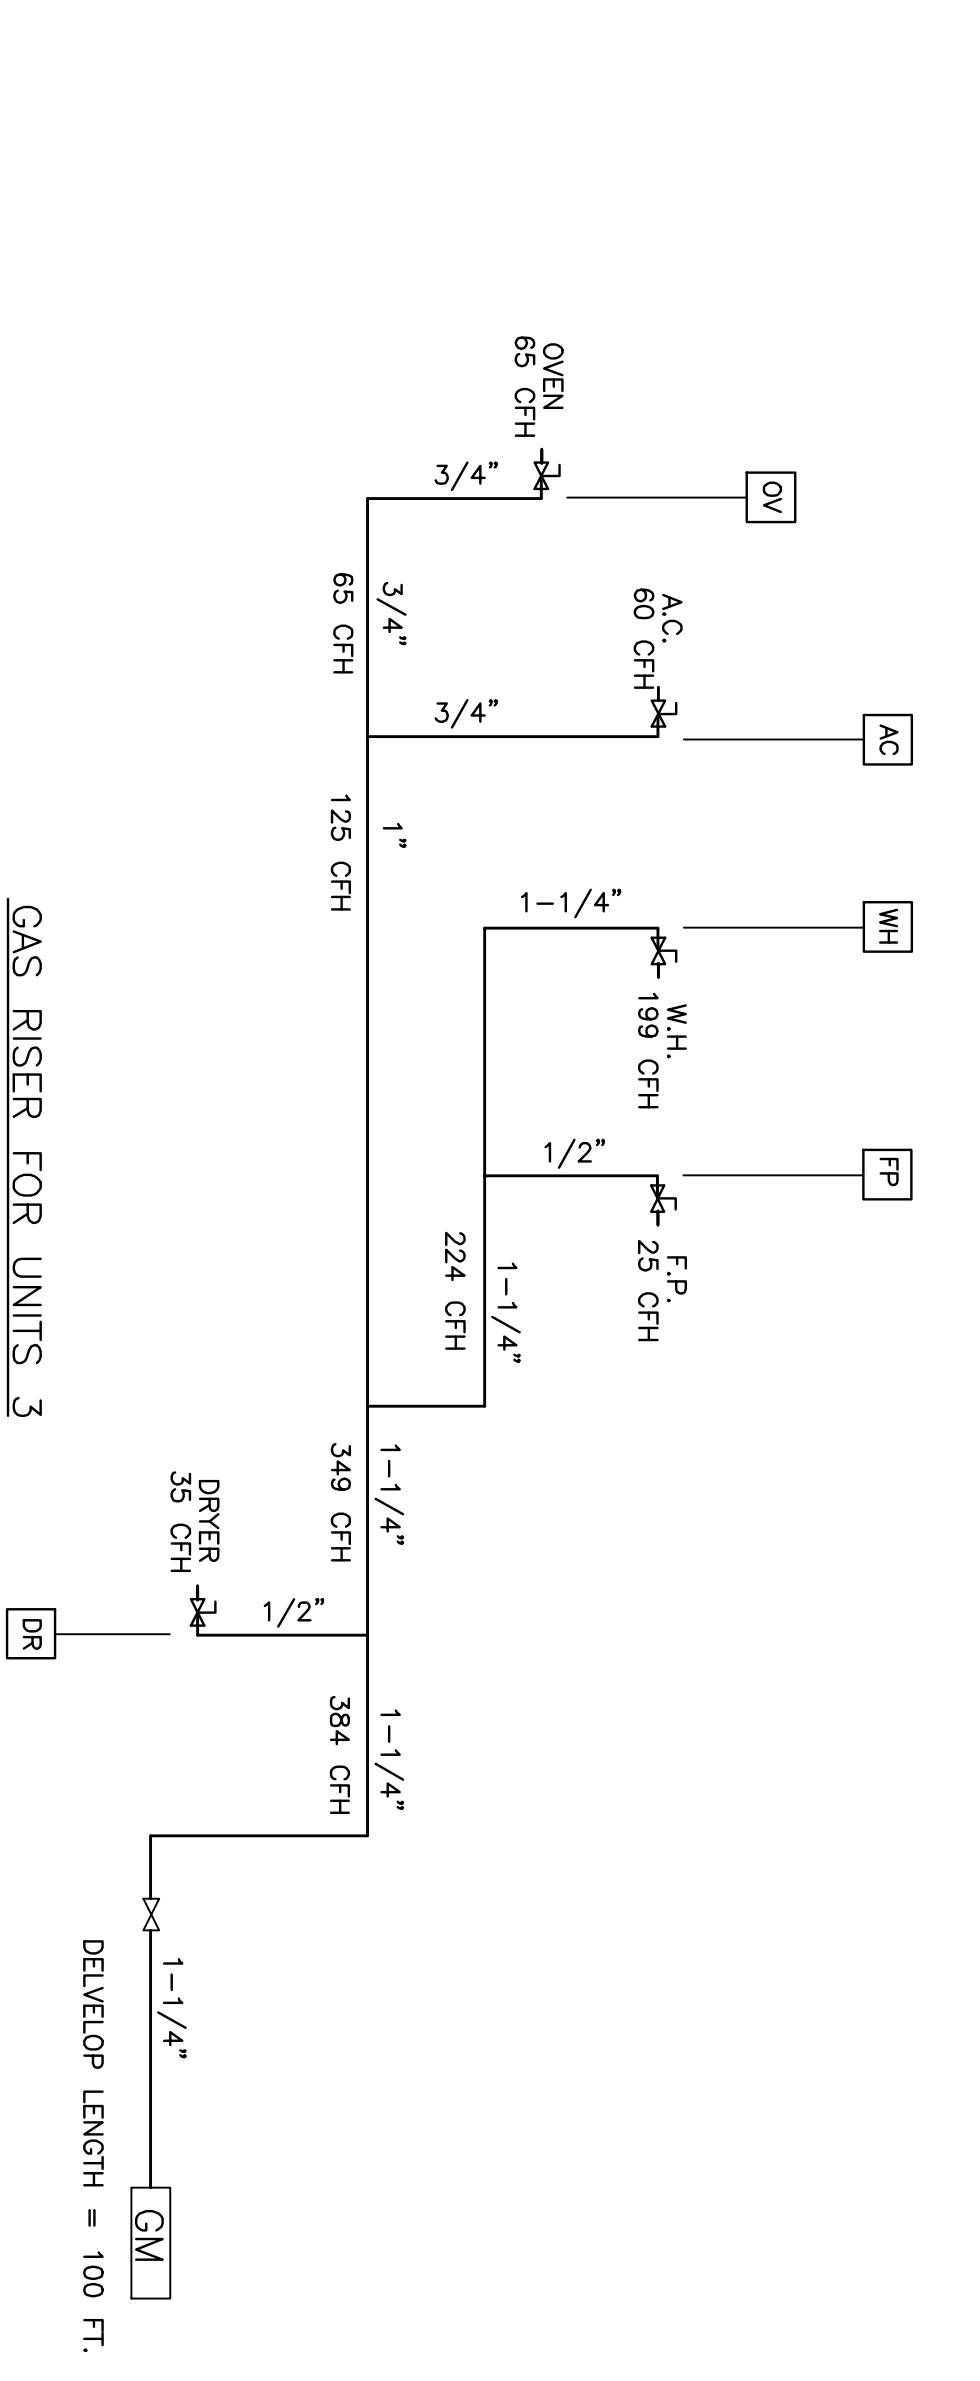 OV
AC
WH
FP
OVEN
65 CFH
A.C.
60 CFH
W.H.
199 CFH
F.P.
25 CFH
3/4”
3/4”
1-1/4”
1/2”
1-1/4”
224 CFH
3/4”
65 CFH
1”
125 CFH
1-1/4”
349 CFH
1-1/4”
384 CFH
1/2”
DRYER
35 CFH
DR
1-1/4”
GM
DELVELOP LENGTH = 100 FT.
GAS RISER FOR UNITS 3